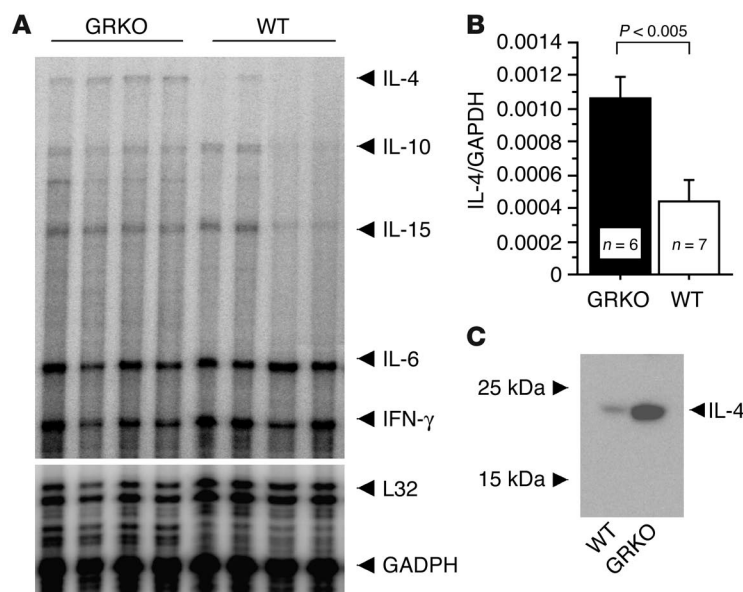 A
GRKO WT
◄ IL-4
◄ IL-10
◄ IL-15
◄ IL-6
◄ IFN-γ
◄ L32
◄ GADPH
B
P < 0.005
IL-4/GAPDH
0.0014
0.0012
0.0010
0.0008
0.0006
0.0004
0.0002
0
n = 6
n = 7
GRKO WT
C
25 kDa ►
◄ IL-4
15 kDa ►
WT
GRKO